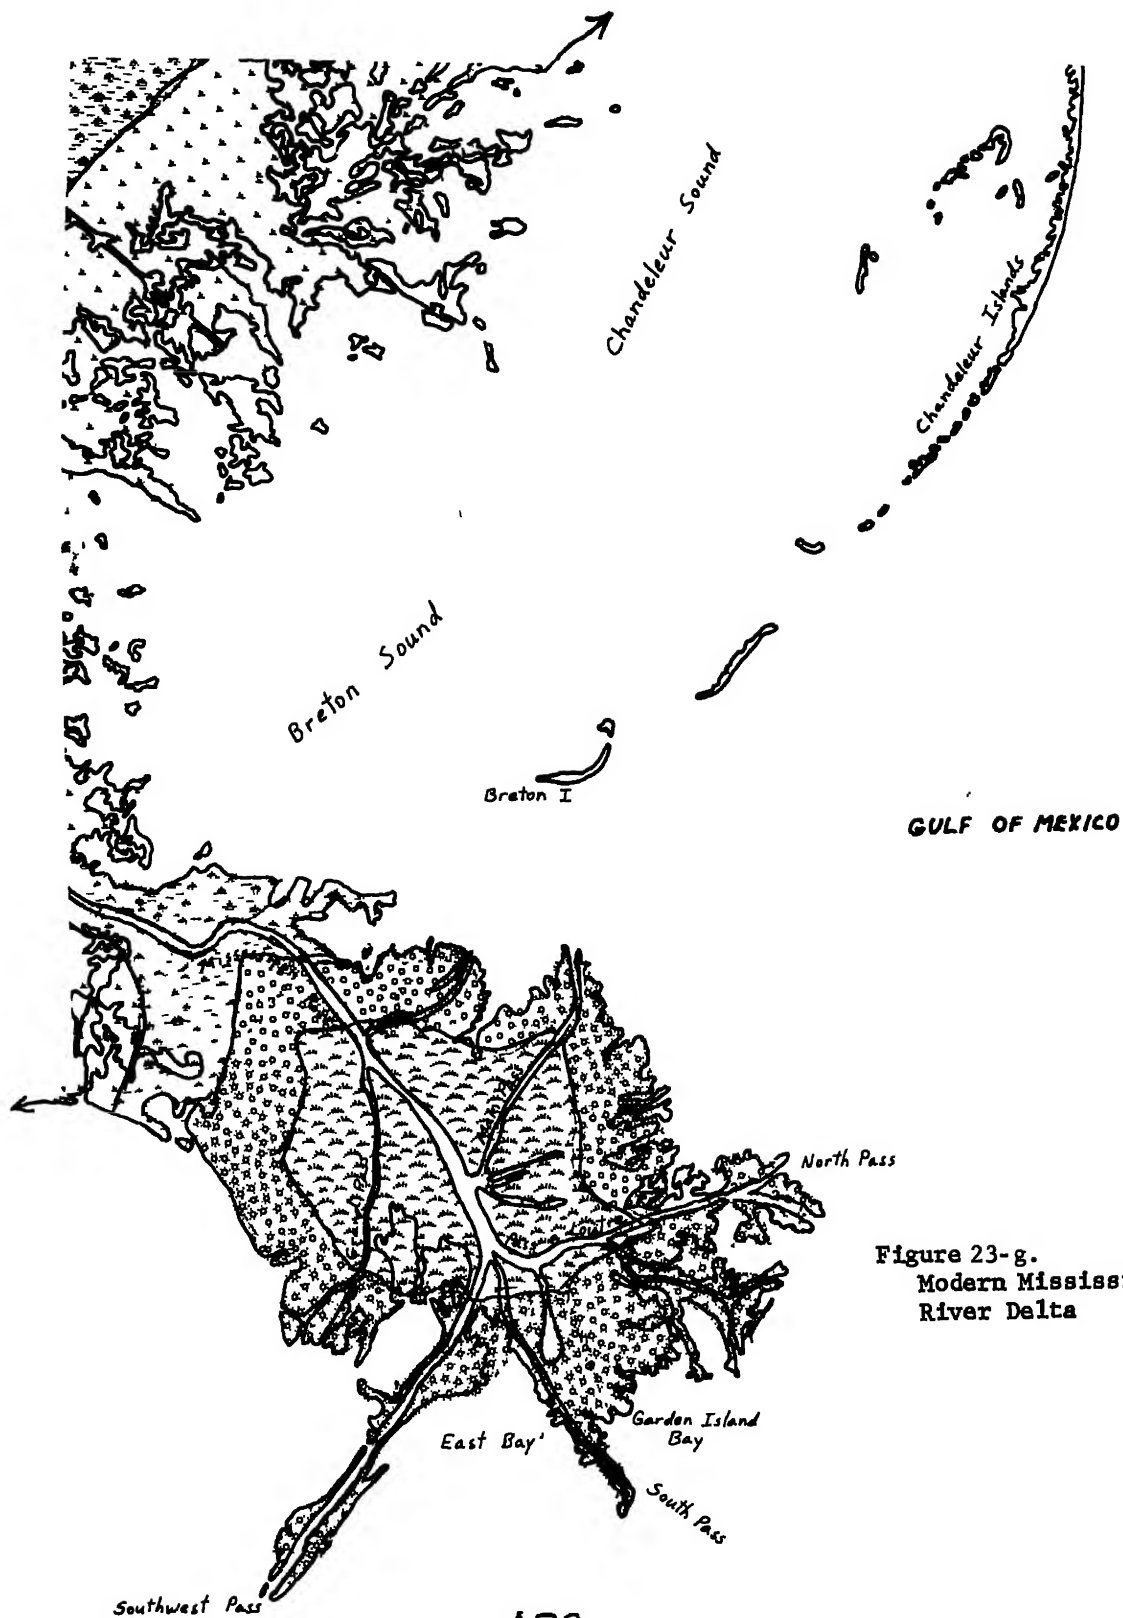 Chandeleur Sound
Chandeleur Islands
Breton Sound
Breton I
GULF OF MEXICO
North Pass
Figure 23-g.
Modern Mississ
River Delta
Garden Island
Bay
East Bay
South Pass
Southwest Pass